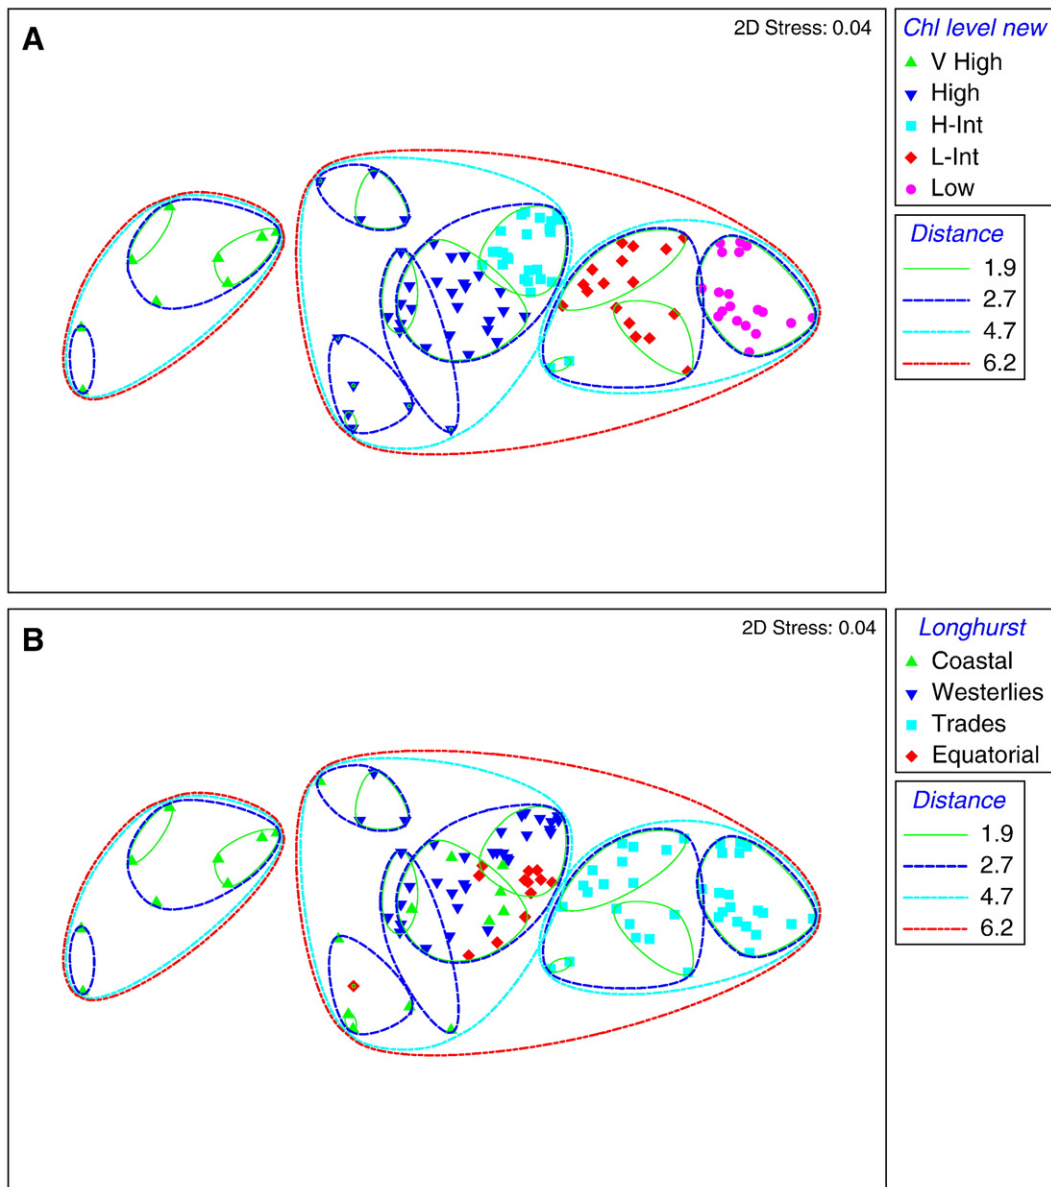 A
2D Stress: 0.04
Chl level new
V High
High
H-Int
L-Int
Low
Distance
1.9
2.7
4.7
6.2
B
2D Stress: 0.04
Longhurst
Coastal
Westerlies
Trades
Equatorial
Distance
1.9
2.7
4.7
6.2